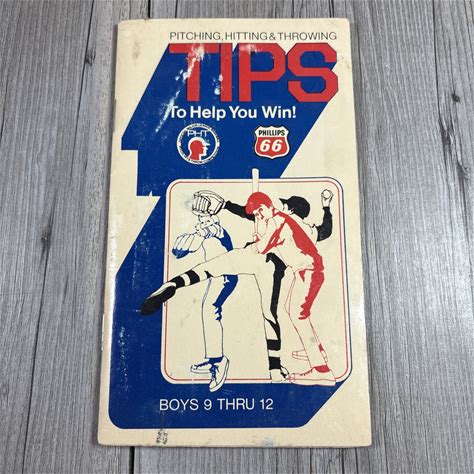 PITCHING, HITTING & THROWING
TIPS
To Help You Win!
PHT
PHILLIPS
66
BOYS 9 THRU 12